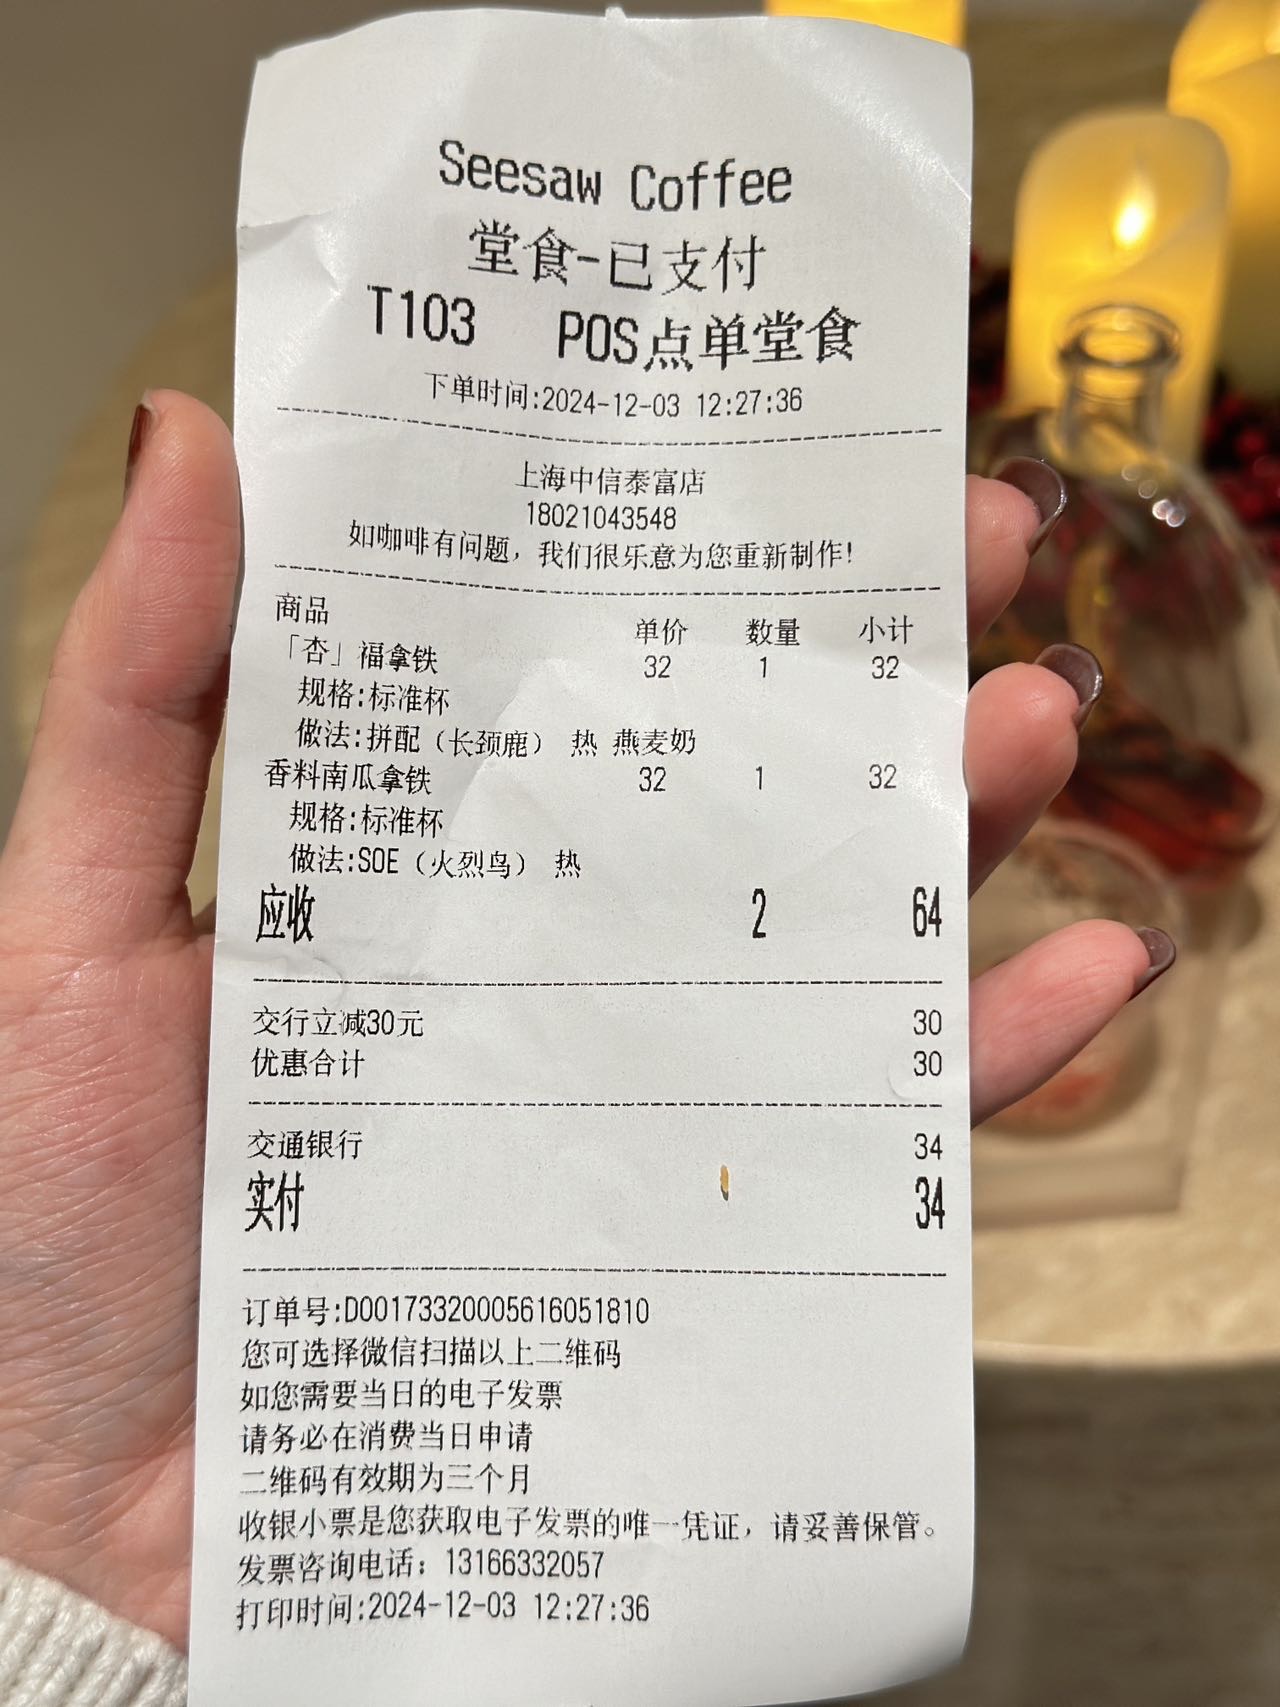 Seesaw Coffee
堂食-已支付
T103 POS点单堂食
下单时间:2024-12-03 12:27:36
上海中信泰富店
18021043548
如咖啡有问题，我们很乐意为您重新制作!
商品 单价 数量 小计
「杏」福拿铁 32 1 32
规格:标准杯
做法:拼配（长颈鹿） 热 燕麦奶
香料南瓜拿铁 32 1 32
规格:标准杯
做法:SOE（火烈鸟） 热
应收 2 64
交行立减30元 30
优惠合计 30
交通银行 34
实付 34
订单号:D00173320005616051810
您可选择微信扫描以上二维码
如您需要当日的电子发票
请务必在消费当日申请
二维码有效期为三个月
收银小票是您获取电子发票的唯一凭证，请妥善保管。
发票咨询电话：13166332057
打印时间:2024-12-03 12:27:36